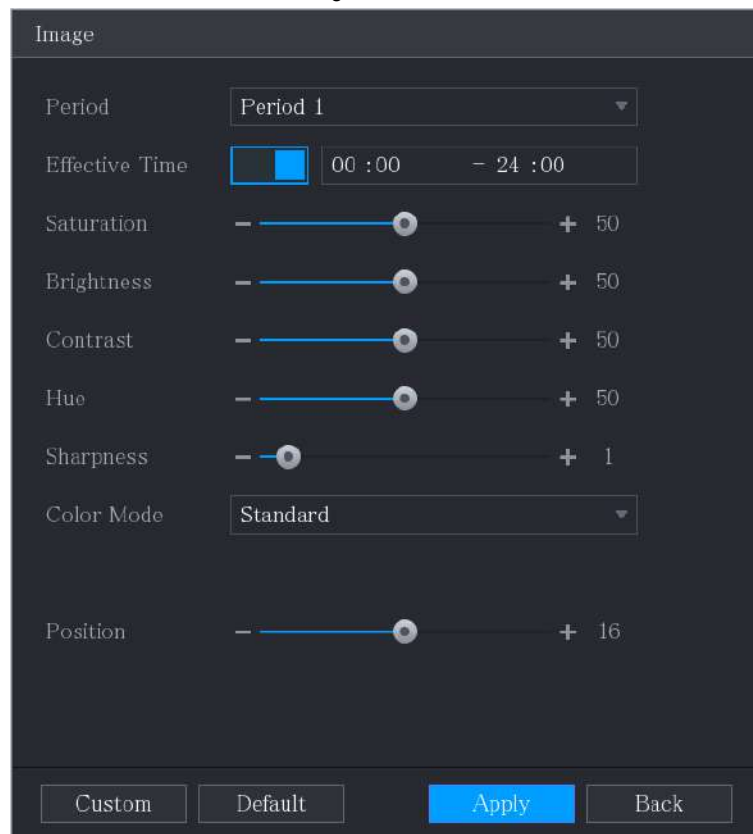 Image
Period Period 1
Effective Time 00 :00 - 24 :00
Saturation - + 50
Brightness - + 50
Contrast - + 50
Hue - + 50
Sharpness - + 1
Color Mode Standard
Position - + 16
Custom Default Apply Back